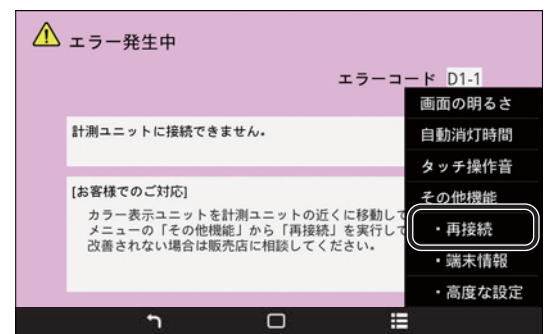 エラー発生中
エラーコード D1-1
計測ユニットに接続できません。
[お客様でのご対応]
カラー表示ユットを計測ユニットの近くに移動して
メニューの「その他機能」から「再接続」を実行して
改善されない場合は販売店に相談してください。
画面の明るさ
自動消灯時間
タッチ操作音
その他機能
・再接続
・端末情報
・高度な設定